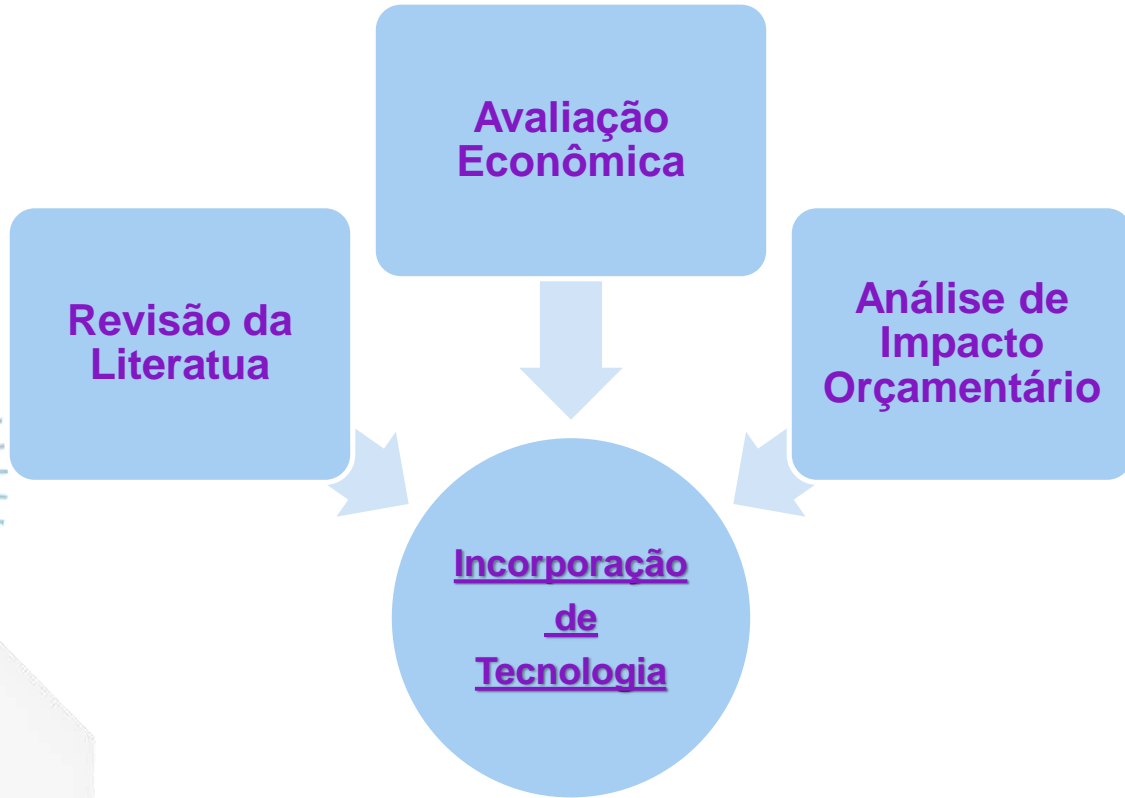 Avaliação
Econômica
Revisão da
Literatua
Análise de
Impacto
Orçamentário
Incorporação
de
Tecnologia